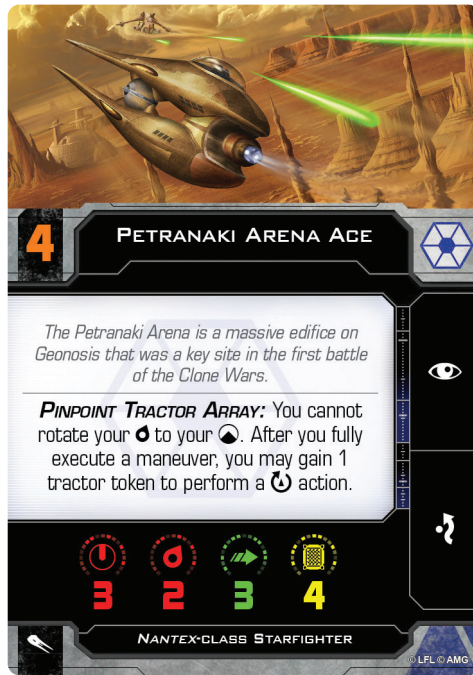 4
PETRANAKI ARENA ACE
The Petranaki Arena is a massive edifice on
Geonosis that was a key site in the first battle
of the Clone Wars.
PINPOINT TRACTOR ARRAY: You cannot
rotate your to your . After you fully
execute a maneuver, you may gain 1
tractor token to perform a action.
3 2 3 4
NANTEX-CLASS STARFIGHTER
© LFL © AMG